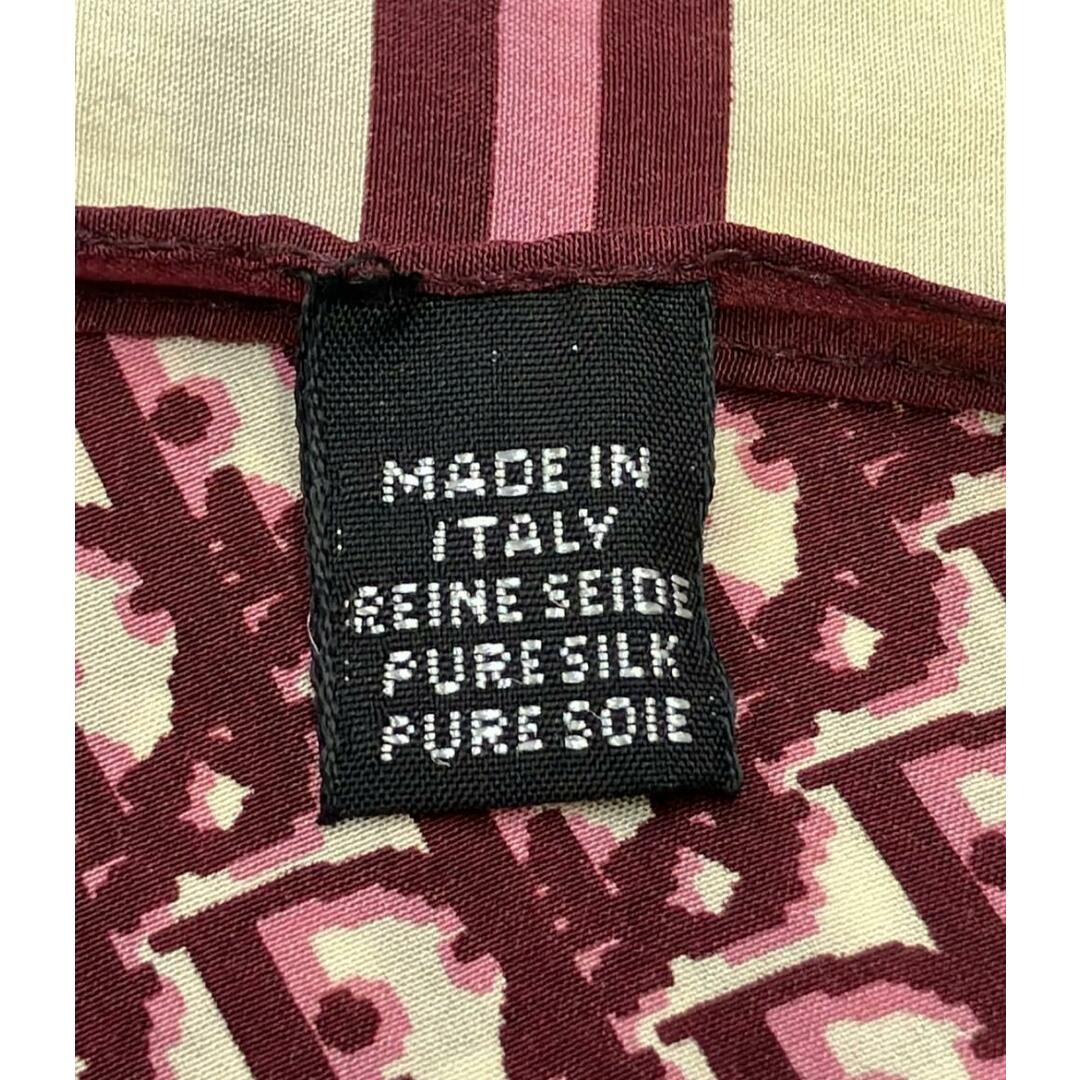 MADE IN
ITALY
REINE SEIDE
PURE SILK
PURE SOIE